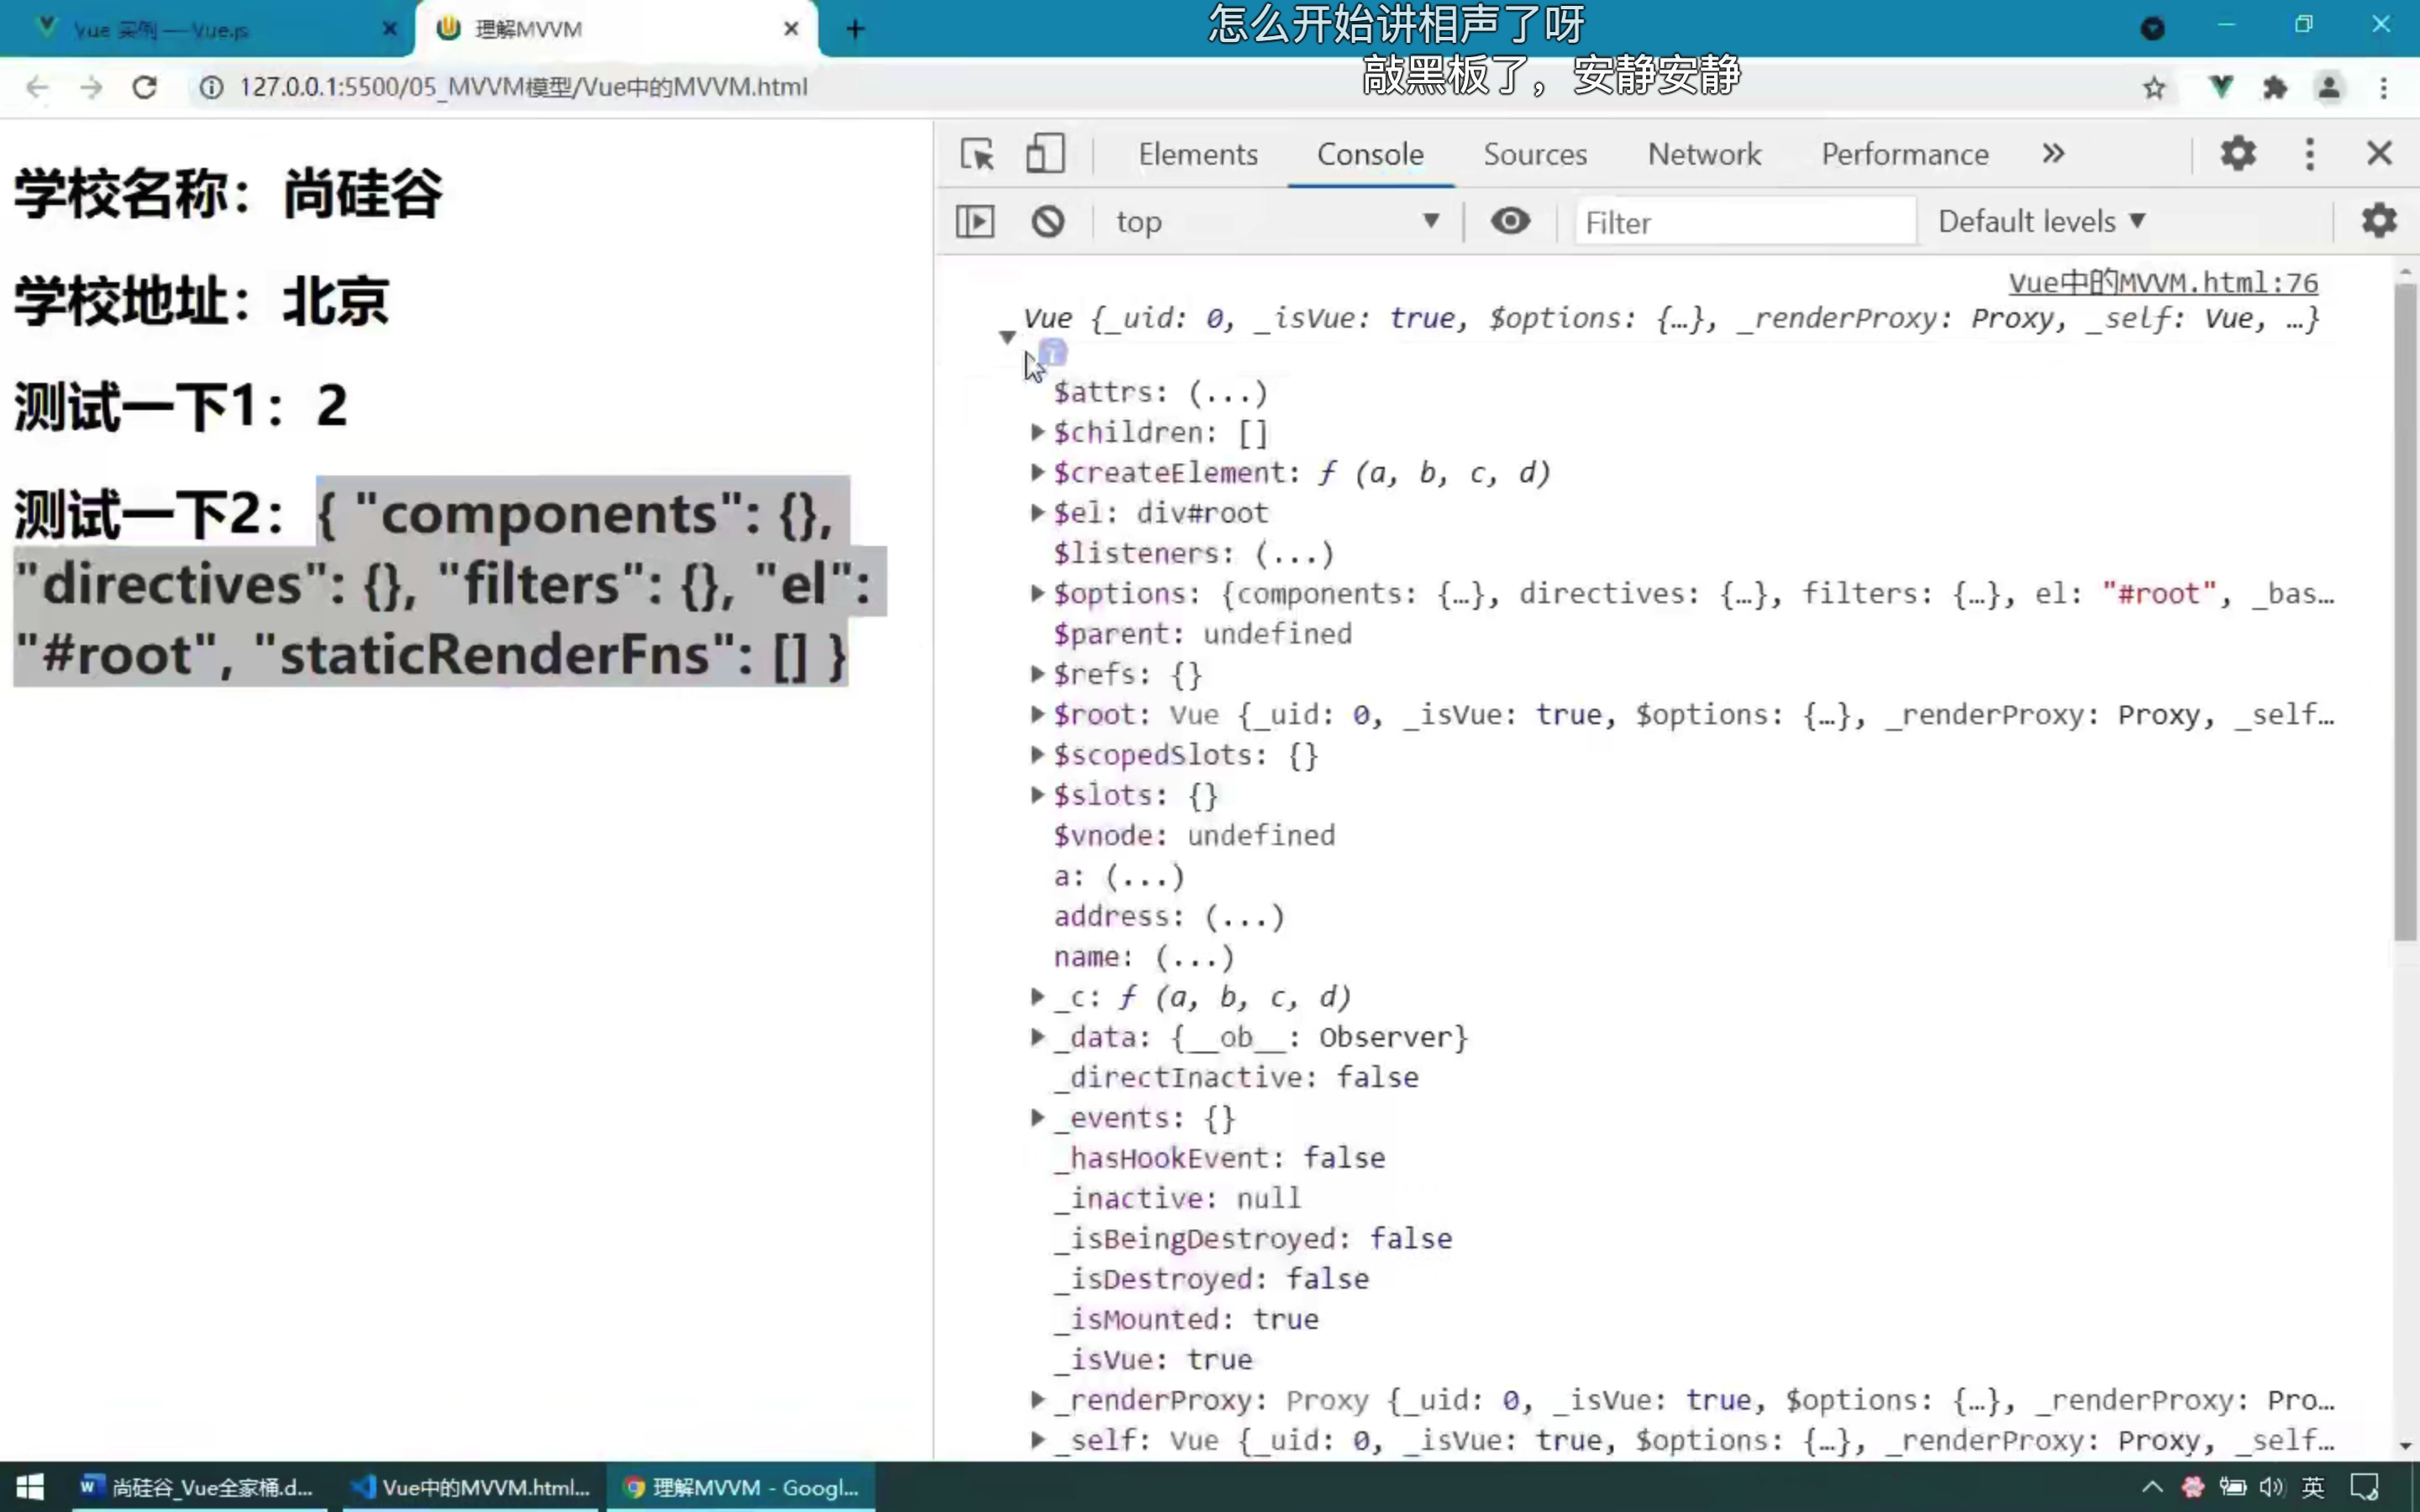 Vue 实例 — Vue.js
理解MVVM
怎么开始讲相声了呀
敲黑板了，安静安静
127.0.0.1:5500/05_MVVM模型/Vue中的MVVM.html
Elements Console Sources Network Performance
top Filter Default levels
学校名称：尚硅谷
学校地址：北京
测试一下1：2
测试一下2：{ "components": {},
"directives": {}, "filters": {}, "el":
"#root", "staticRenderFns": [] }
Vue中的MVVM.html:76
Vue {_uid: 0, _isVue: true, $options: {…}, _renderProxy: Proxy, _self: Vue, …}
$attrs: (...)
$children: []
$createElement: ƒ (a, b, c, d)
$el: div#root
$listeners: (...)
$options: {components: {…}, directives: {…}, filters: {…}, el: "#root", _bas…
$parent: undefined
$refs: {}
$root: Vue {_uid: 0, _isVue: true, $options: {…}, _renderProxy: Proxy, _self…
$scopedSlots: {}
$slots: {}
$vnode: undefined
a: (...)
address: (...)
name: (...)
_c: ƒ (a, b, c, d)
_data: {__ob__: Observer}
_directInactive: false
_events: {}
_hasHookEvent: false
_inactive: null
_isBeingDestroyed: false
_isDestroyed: false
_isMounted: true
_isVue: true
_renderProxy: Proxy {_uid: 0, _isVue: true, $options: {…}, _renderProxy: Pro…
_self: Vue {_uid: 0, _isVue: true, $options: {…}, _renderProxy: Proxy, _self…
尚硅谷_Vue全家桶.d...
Vue中的MVVM.html...
理解MVVM - Googl...
英